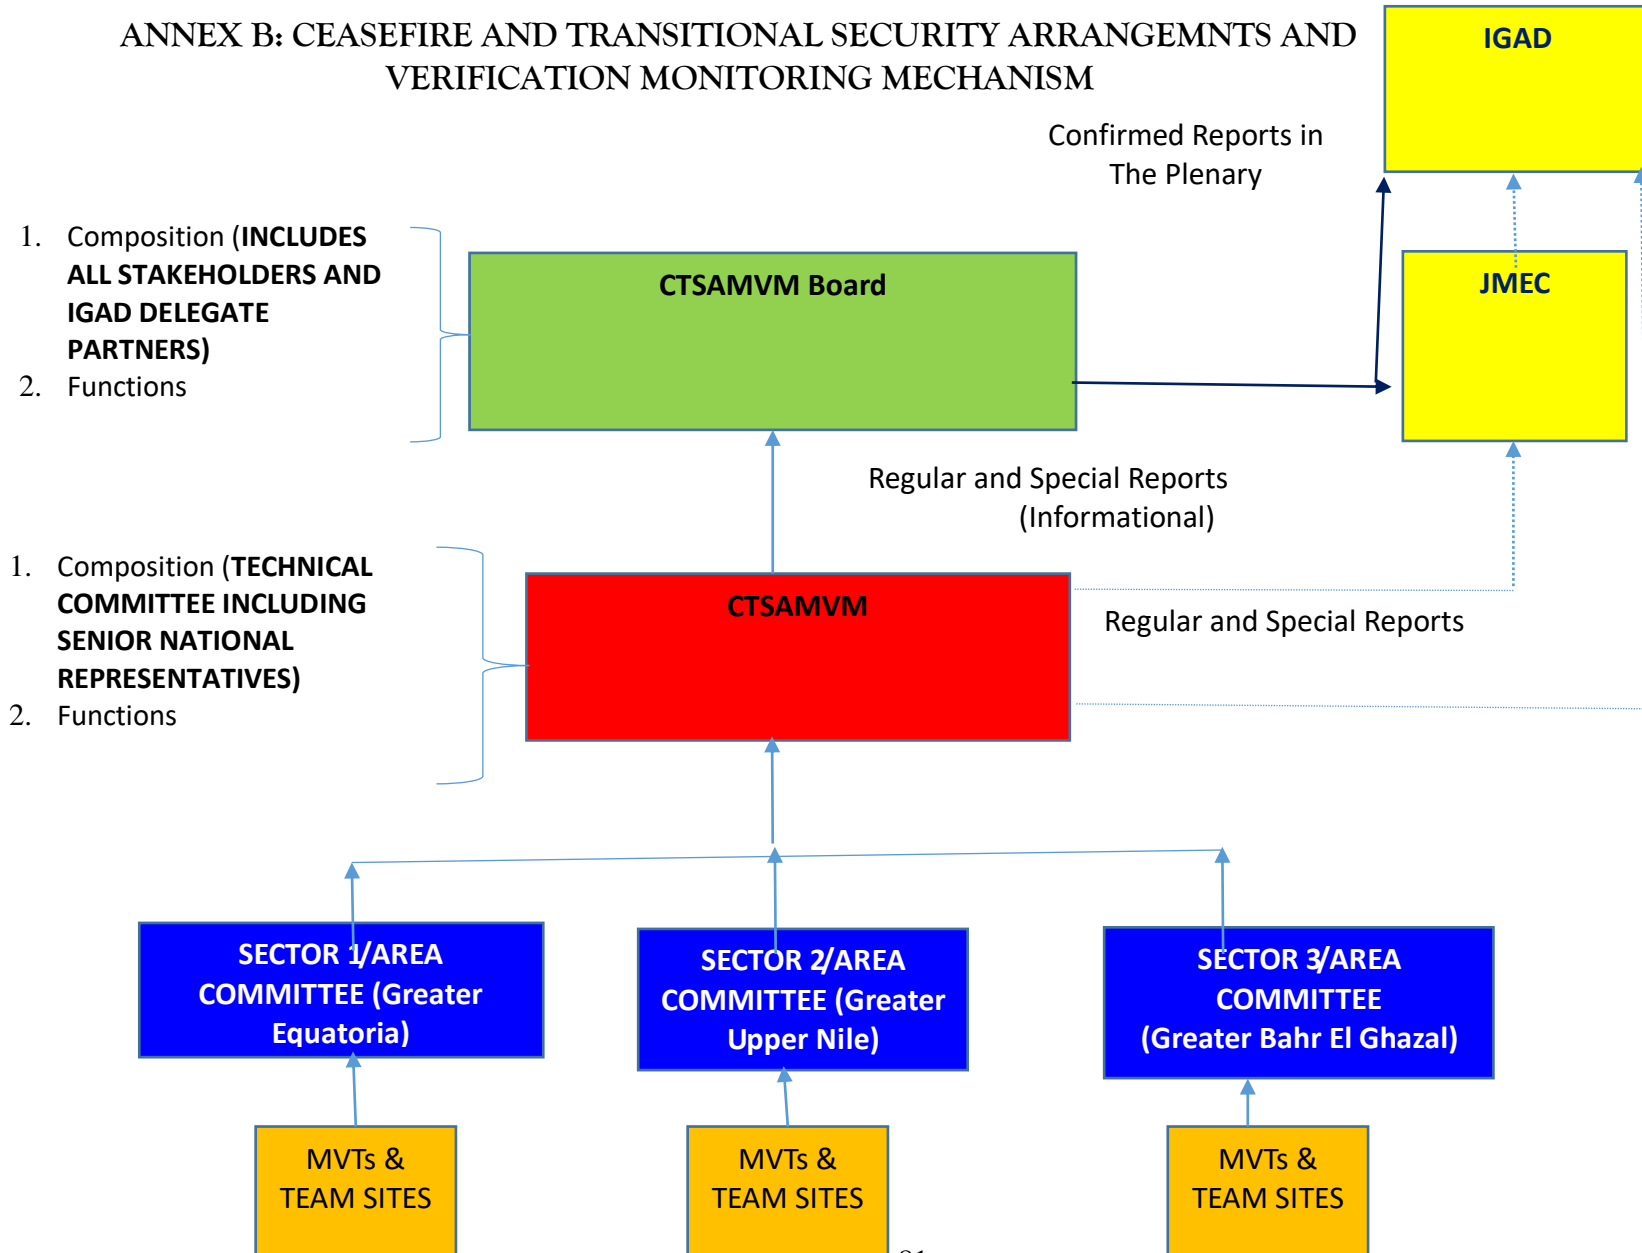 ANNEX B: CEASEFIRE AND TRANSITIONAL SECURITY ARRANGEMNTS AND
VERIFICATION MONITORING MECHANISM
IGAD
Confirmed Reports in
The Plenary
1. Composition (INCLUDES
ALL STAKEHOLDERS AND
IGAD DELEGATE
PARTNERS)
2. Functions
CTSAMVM Board
JMEC
Regular and Special Reports
(Informational)
1. Composition (TECHNICAL
COMMITTEE INCLUDING
SENIOR NATIONAL
REPRESENTATIVES)
2. Functions
CTSAMVM
Regular and Special Reports
SECTOR 1/AREA
COMMITTEE (Greater
Equatoria)
SECTOR 2/AREA
COMMITTEE (Greater
Upper Nile)
SECTOR 3/AREA
COMMITTEE
(Greater Bahr El Ghazal)
MVTs &
TEAM SITES
MVTs &
TEAM SITES
MVTs &
TEAM SITES